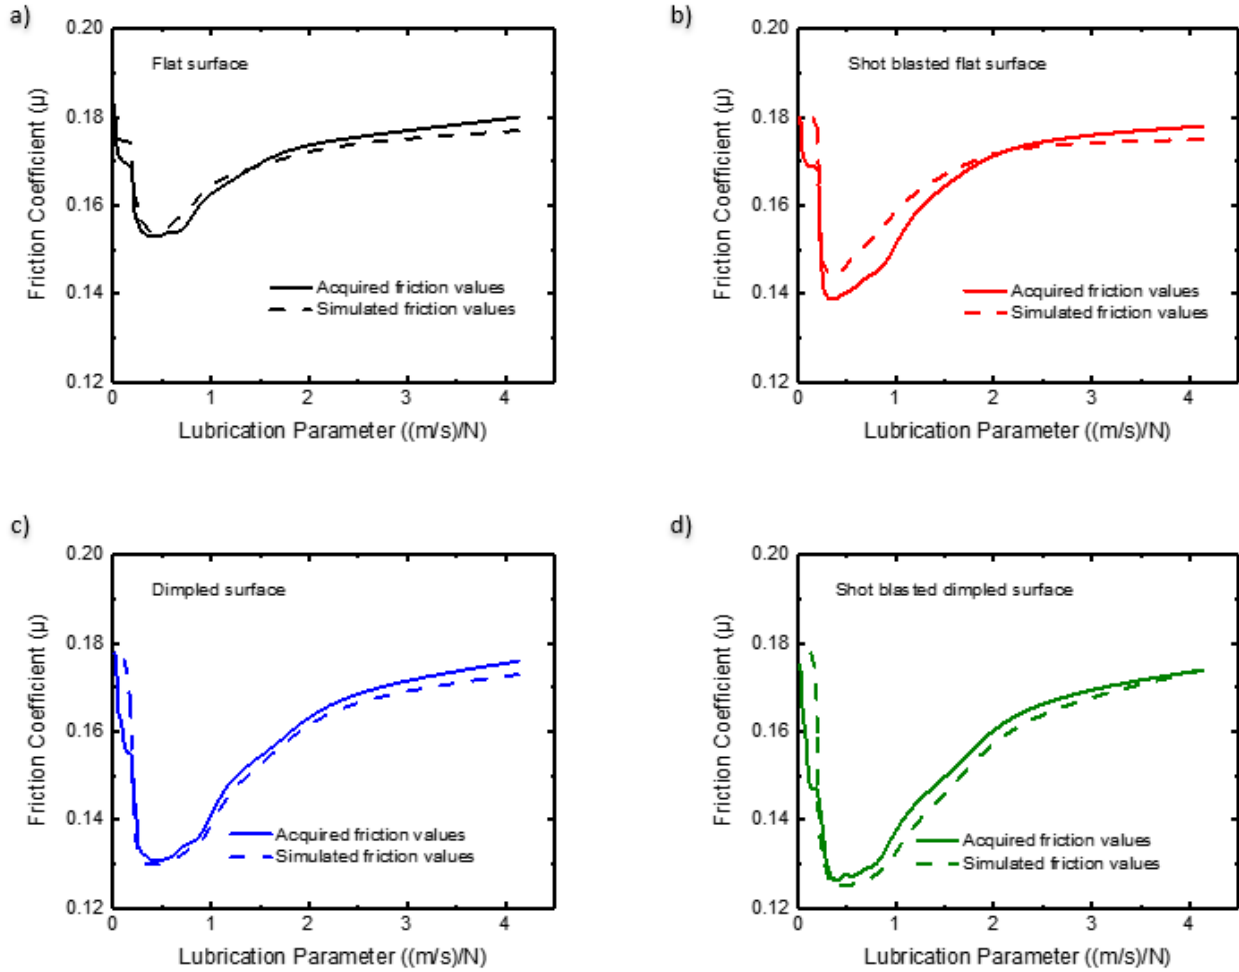 a)
0.20
0.18
0.16
0.14
0.12
Friction Coefficient (µ)
Flat surface
Acquired friction values
Simulated friction values
0 1 2 3 4
Lubrication Parameter ((m/s)/N)
b)
0.20
0.18
0.16
0.14
0.12
Friction Coefficient (µ)
Shot blasted flat surface
Acquired friction values
Simulated friction values
0 1 2 3 4
Lubrication Parameter ((m/s)/N)
c)
0.20
0.18
0.16
0.14
0.12
Friction Coefficient (µ)
Dimpled surface
Acquired friction values
Simulated friction values
0 1 2 3 4
Lubrication Parameter ((m/s)/N)
d)
0.20
0.18
0.16
0.14
0.12
Friction Coefficient (µ)
Shot blasted dimpled surface
Acquired friction values
Simulated friction values
0 1 2 3 4
Lubrication Parameter ((m/s)/N)